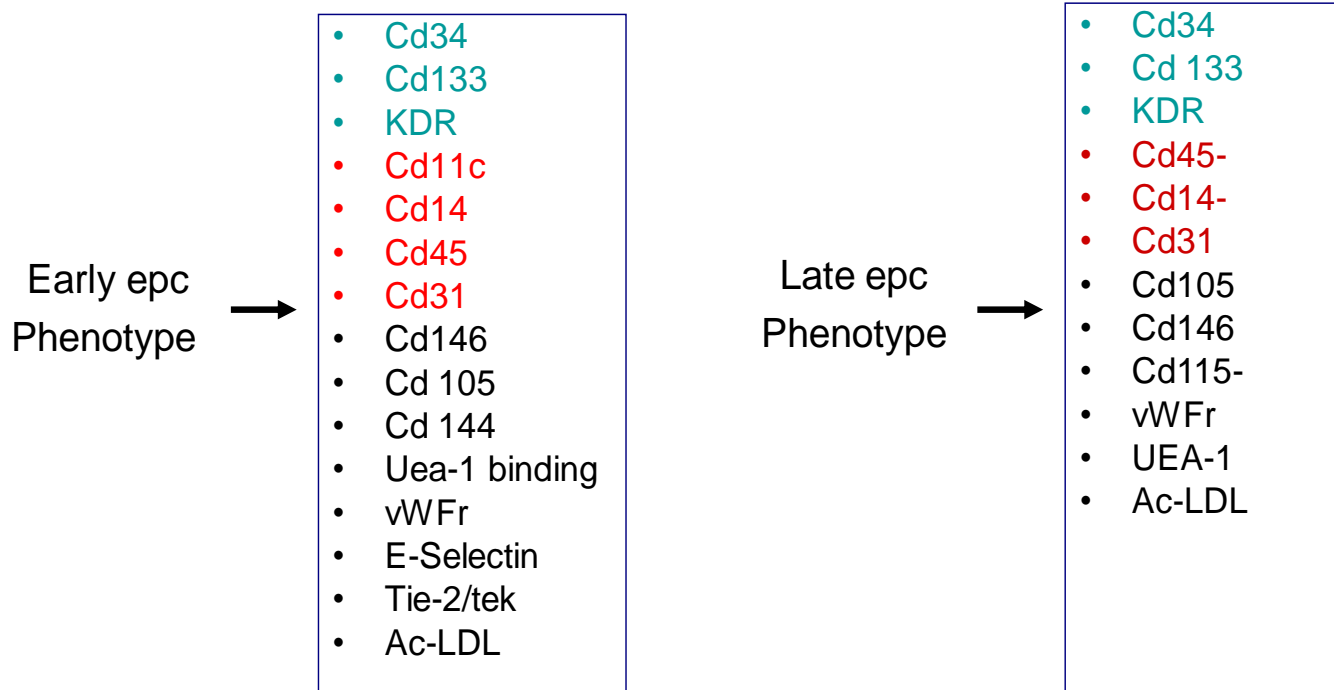 Early epc
Phenotype
• Cd34
• Cd133
• KDR
• Cd11c
• Cd14
• Cd45
• Cd31
• Cd146
• Cd 105
• Cd 144
• Uea-1 binding
• vWFr
• E-Selectin
• Tie-2/tek
• Ac-LDL
Late epc
Phenotype
• Cd34
• Cd 133
• KDR
• Cd45-
• Cd14-
• Cd31
• Cd105
• Cd146
• Cd115-
• vWFr
• UEA-1
• Ac-LDL